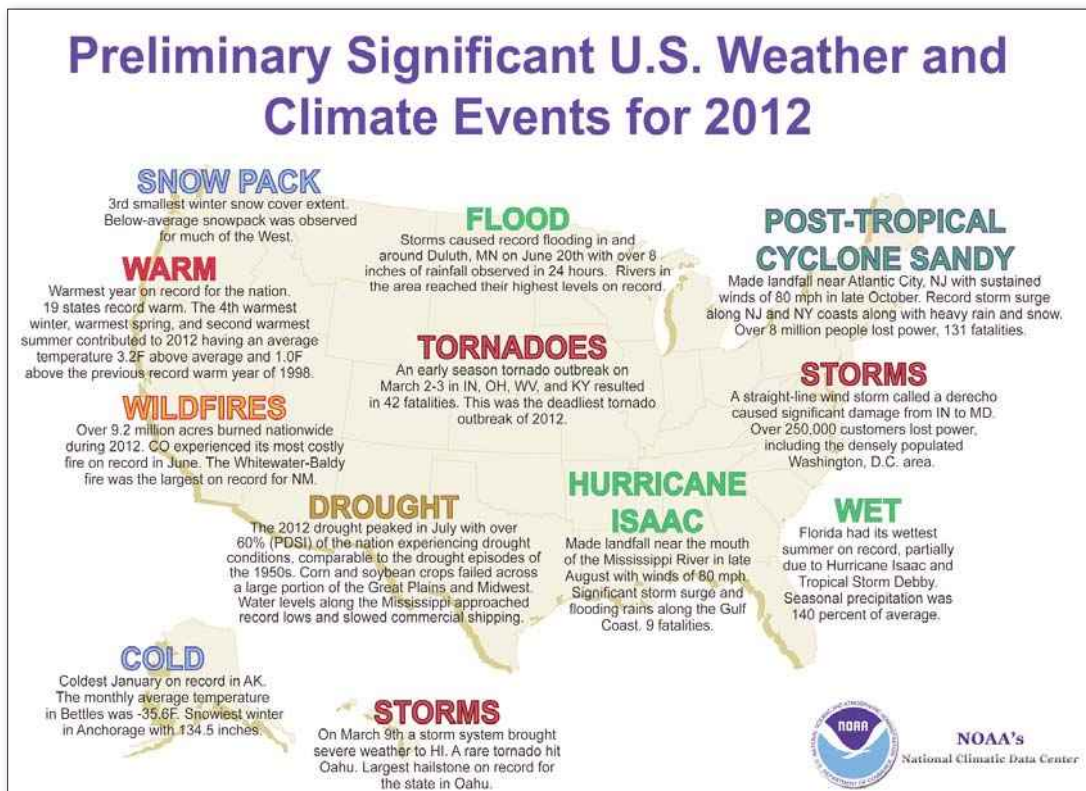 Preliminary Significant U.S. Weather and
Climate Events for 2012
SNOW PACK
3rd smallest winter snow cover extent.
Below-average snowpack was observed
for much of the West.
WARM
Warmest year on record for the nation.
19 states record warm. The 4th warmest
winter, warmest spring, and second warmest
summer contributed to 2012 having an average
temperature 3.2F above average and 1.0F
above the previous record warm year of 1998.
WILDFIRES
Over 9.2 million acres burned nationwide
during 2012. CO experienced its most costly
fire on record in June. The Whitewater-Baldy
fire was the largest on record for NM.
FLOOD
Storms caused record flooding in and
around Duluth, MN on June 20th with over 8
inches of rainfall observed in 24 hours. Rivers in
the area reached their highest levels on record.
TORNADOES
An early season tornado outbreak on
March 2-3 in IN, OH, WV, and KY resulted
in 42 fatalities. This was the deadliest tornado
outbreak of 2012.
POST-TROPICAL
CYCLONE SANDY
Made landfall near Atlantic City, NJ with sustained
winds of 80 mph in late October. Record storm surge
along NJ and NY coasts along with heavy rain and snow.
Over 8 million people lost power, 131 fatalities.
STORMS
A straight-line wind storm called a derecho
caused significant damage from IN to MD.
Over 250,000 customers lost power,
including the densely populated
Washington, D.C. area.
DROUGHT
The 2012 drought peaked in July with over
60% (PDSI) of the nation experiencing drought
conditions, comparable to the drought episodes of
the 1950s. Corn and soybean crops failed across
a large portion of the Great Plains and Midwest.
Water levels along the Mississippi approached
record lows and slowed commercial shipping.
HURRICANE
ISAAC
Made landfall near the mouth
of the Mississippi River in late
August with winds of 80 mph.
Significant storm surge and
flooding rains along the Gulf
Coast. 9 fatalities.
WET
Florida had its wettest
summer on record, partially
due to Hurricane Isaac and
Tropical Storm Debby.
Seasonal precipitation was
140 percent of average.
COLD
Coldest January on record in AK.
The monthly average temperature
in Bettles was -35.6F. Snowiest winter
in Anchorage with 134.5 inches.
STORMS
On March 9th a storm system brought
severe weather to HI. A rare tornado hit
Oahu. Largest hailstone on record for
the state in Oahu.
NATIONAL OCEANIC AND ATMOSPHERIC ADMINISTRATION
NOAA
U.S. DEPARTMENT OF COMMERCE
NOAA's
National Climatic Data Center